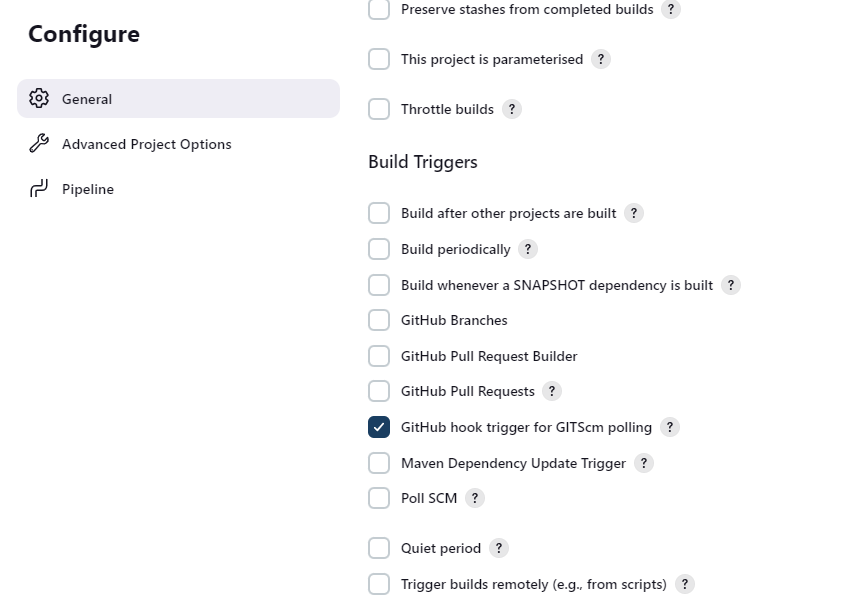 Configure
General
Advanced Project Options
Pipeline
Preserve stashes from completed builds ?
This project is parameterised ?
Throttle builds ?
Build Triggers
Build after other projects are built ?
Build periodically ?
Build whenever a SNAPSHOT dependency is built ?
GitHub Branches
GitHub Pull Request Builder
GitHub Pull Requests ?
GitHub hook trigger for GITScm polling ?
Maven Dependency Update Trigger ?
Poll SCM ?
Quiet period ?
Trigger builds remotely (e.g., from scripts) ?